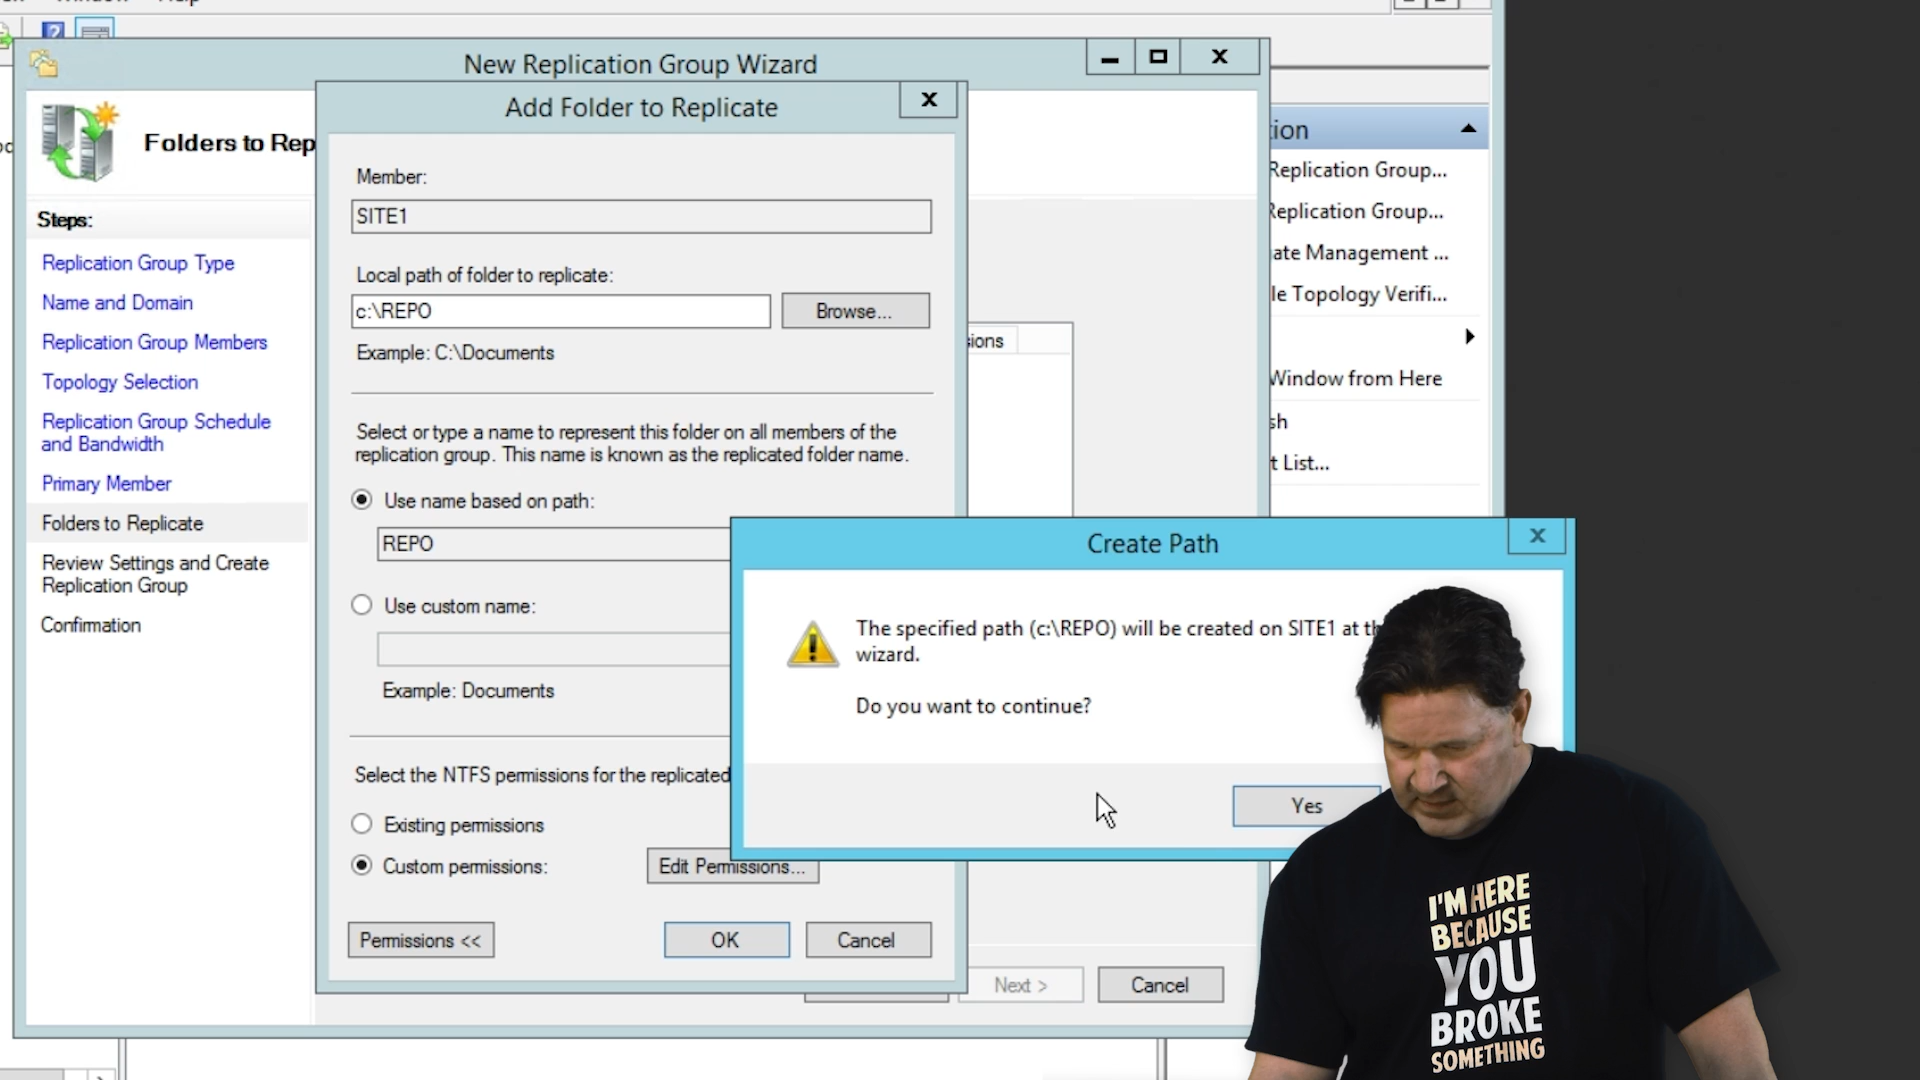 Help
New Replication Group Wizard
Add Folder to Replicate
Folders to Rep
Member:
SITE1
Steps:
Local path of folder to replicate:
c:\REPO
Browse...
Example: C:\Documents
Replication Group Type
Name and Domain
Replication Group Members
Topology Selection
Replication Group Schedule
and Bandwidth
Primary Member
Folders to Replicate
Review Settings and Create
Replication Group
Confirmation
Select or type a name to represent this folder on all members of the
replication group. This name is known as the replicated folder name.
Use name based on path:
REPO
Use custom name:
Example: Documents
Select the NTFS permissions for the replicated
Existing permissions
Custom permissions:
Edit Permissions...
Permissions <<
OK
Cancel
Next >
Cancel
sions
tion
Replication Group...
Replication Group...
ate Management ...
le Topology Verifi...
Window from Here
sh
t List...
Create Path
The specified path (c:\REPO) will be created on SITE1 at th
wizard.
Do you want to continue?
Yes
I'M HERE
BECAUSE
YOU
BROKE
SOMETHING